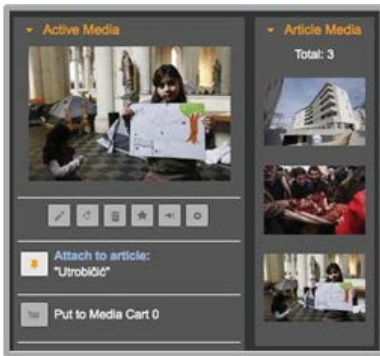 Active Media
Attach to article:
"Utrobičić"
Put to Media Cart 0
Article Media
Total: 3